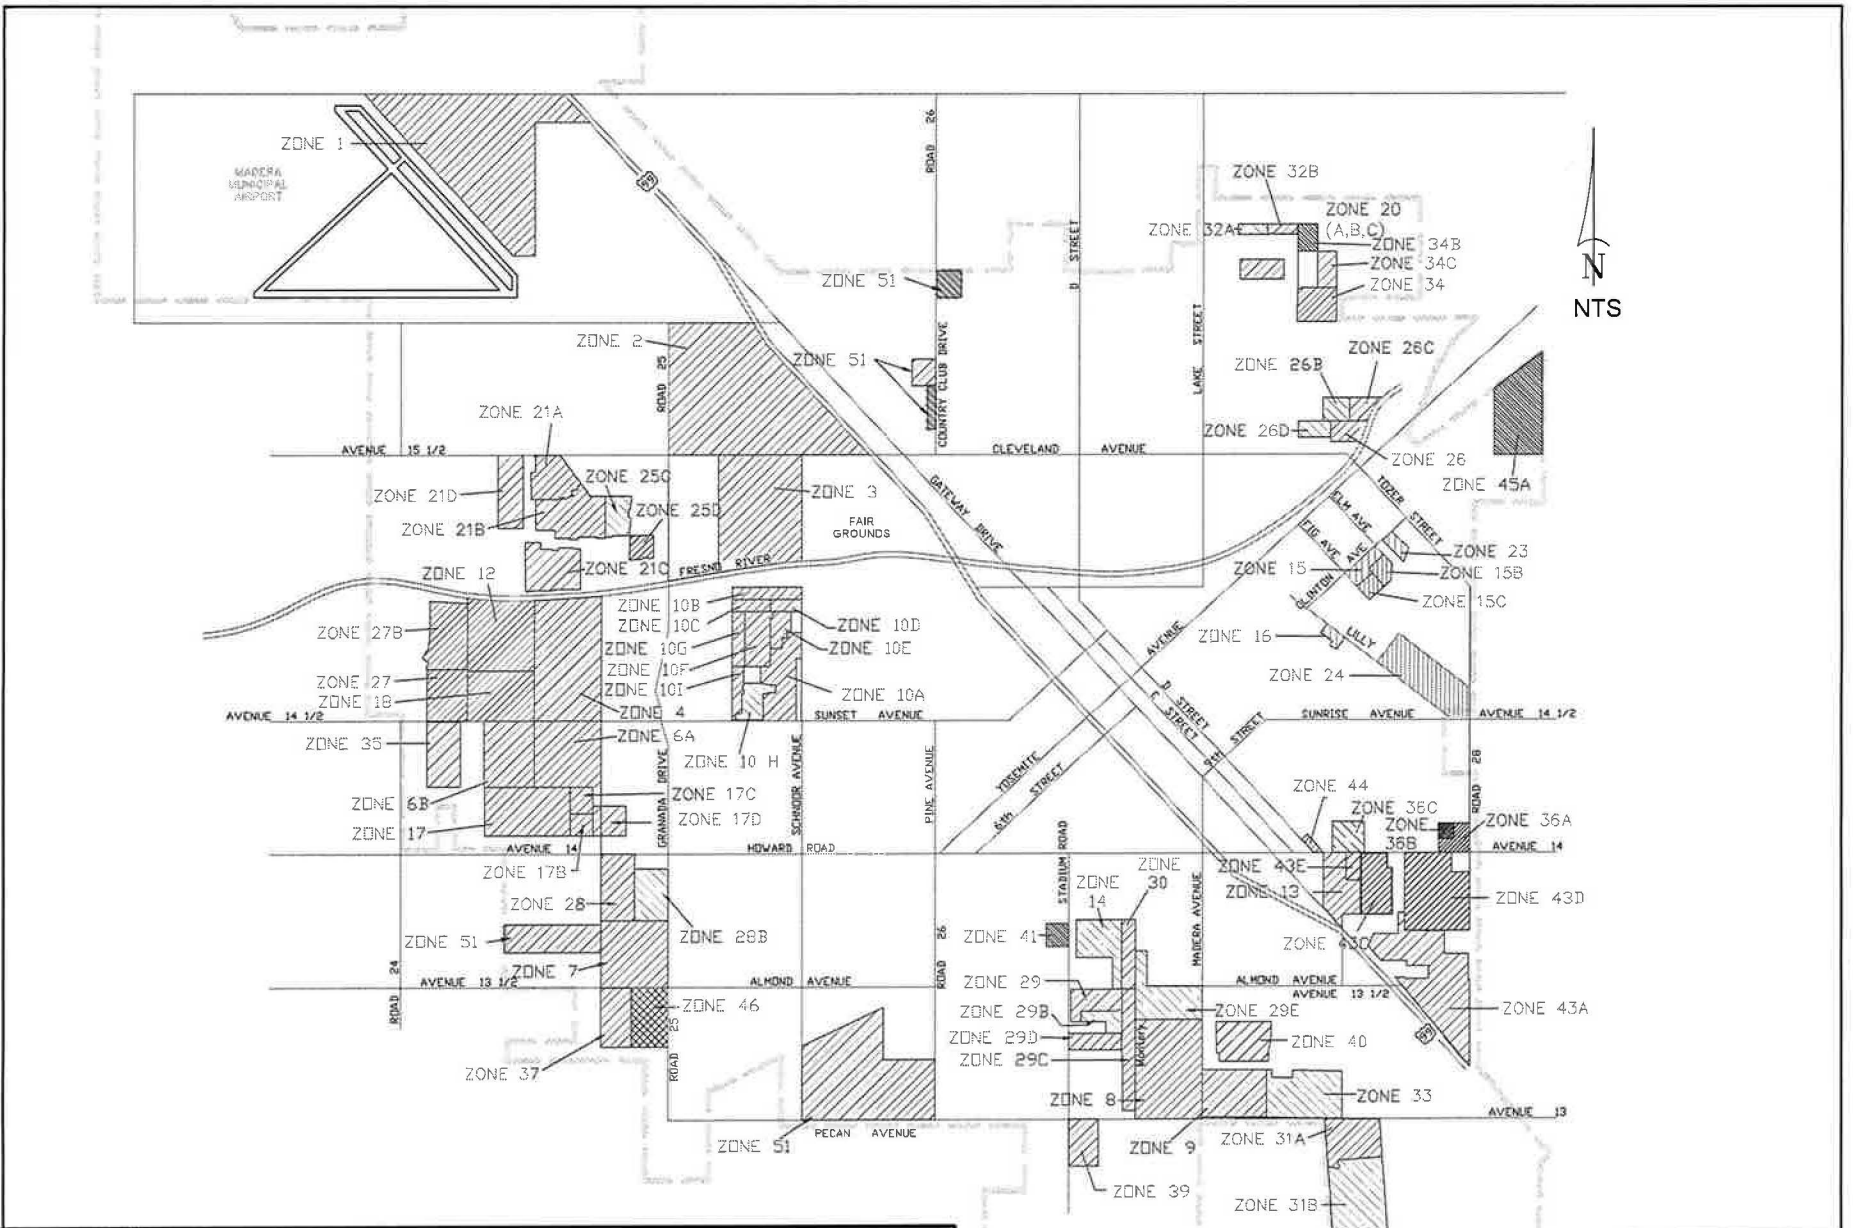 ROAD 26
ZONE 1
MADERA
MUNICIPAL
AIRPORT
99
ZONE 32B
ZONE 20
(A,B,C)
ZONE 32A
ZONE 34B
ZONE 34C
ZONE 34
D STREET
LAKE STREET
N
NTS
ZONE 51
ZONE 2
ROAD 25
ZONE 51
COUNTRY CLUB DRIVE
ZONE 26B
ZONE 26C
ZONE 21A
AVENUE 15 1/2
CLEVELAND AVENUE
ZONE 26D
ZONE 26
ZONE 25C
ZONE 21D
ZONE 3
ZONE 45A
ZONE 25D
ZONE 21B
FAIR
GROUNDS
GATEWAY DRIVE
ELM AVE
TOZER STREET
FIG AVE
ZONE 23
ZONE 12
ZONE 21C
FRESNO RIVER
ZONE 15
ZONE 15B
CLINTON AVE
ZONE 15C
ZONE 10B
ZONE 10C
ZONE 10D
ZONE 27B
ZONE 10G
ZONE 10E
ZONE 16
LILLY
ZONE 10F
ZONE 27
ZONE 10I
ZONE 10A
ZONE 24
ZONE 18
ZONE 4
AVENUE 14 1/2
SUNSET AVENUE
SUNRISE AVENUE
AVENUE 14 1/2
D STREET
E STREET
9th STREET
YOSEMITE AVENUE
6th STREET
ZONE 6A
ZONE 35
ZONE 10 H
GRANADA DRIVE
SCHNOOR AVENUE
PINE AVENUE
ROAD 28
ZONE 6B
ZONE 17C
ZONE 44
ZONE 36C
ZONE 17
ZONE 17D
ZONE
36B
ZONE 36A
AVENUE 14
HOWARD ROAD
AVENUE 14
STADIUM ROAD
ZONE 17B
ZONE
14
ZONE
30
ZONE 43E
ZONE 13
ZONE 43D
MADERA AVENUE
ZONE 28
ZONE 28B
ZONE 51
ZONE 41
ZONE 43C
ROAD 26
ROAD 24
ZONE 7
AVENUE 13 1/2
ALMOND AVENUE
ZONE 29
ALMOND AVENUE
AVENUE 13 1/2
ZONE 46
ZONE 29B
ZONE 29E
ZONE 43A
ZONE 29D
ZONE 40
99
ZONE 29C
Montery
ROAD 25
ZONE 37
ZONE 8
ZONE 33
AVENUE 13
ZONE 51
PECAN AVENUE
ZONE 9
ZONE 31A
ZONE 39
ZONE 31B